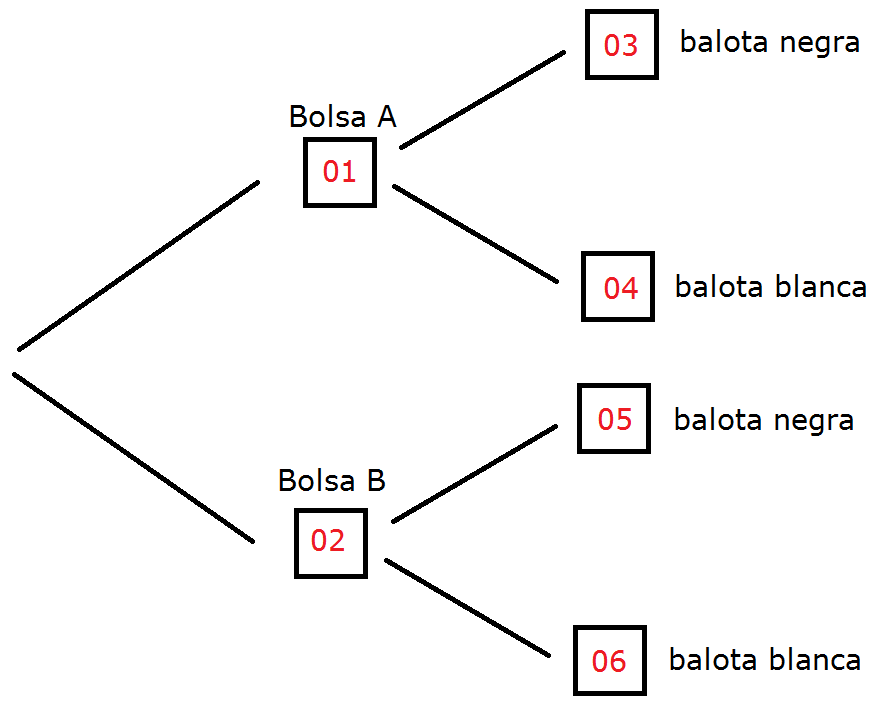 03 balota negra
Bolsa A
01
04 balota blanca
05 balota negra
Bolsa B
02
06 balota blanca